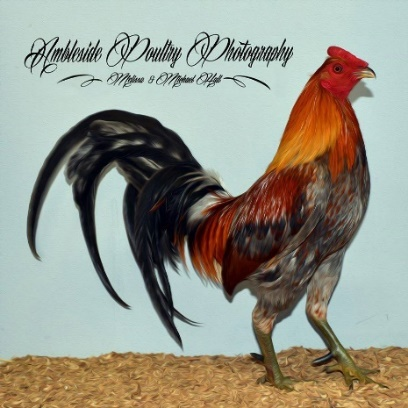 Ambleside Poultry Photography
Melissa & Michael Hall